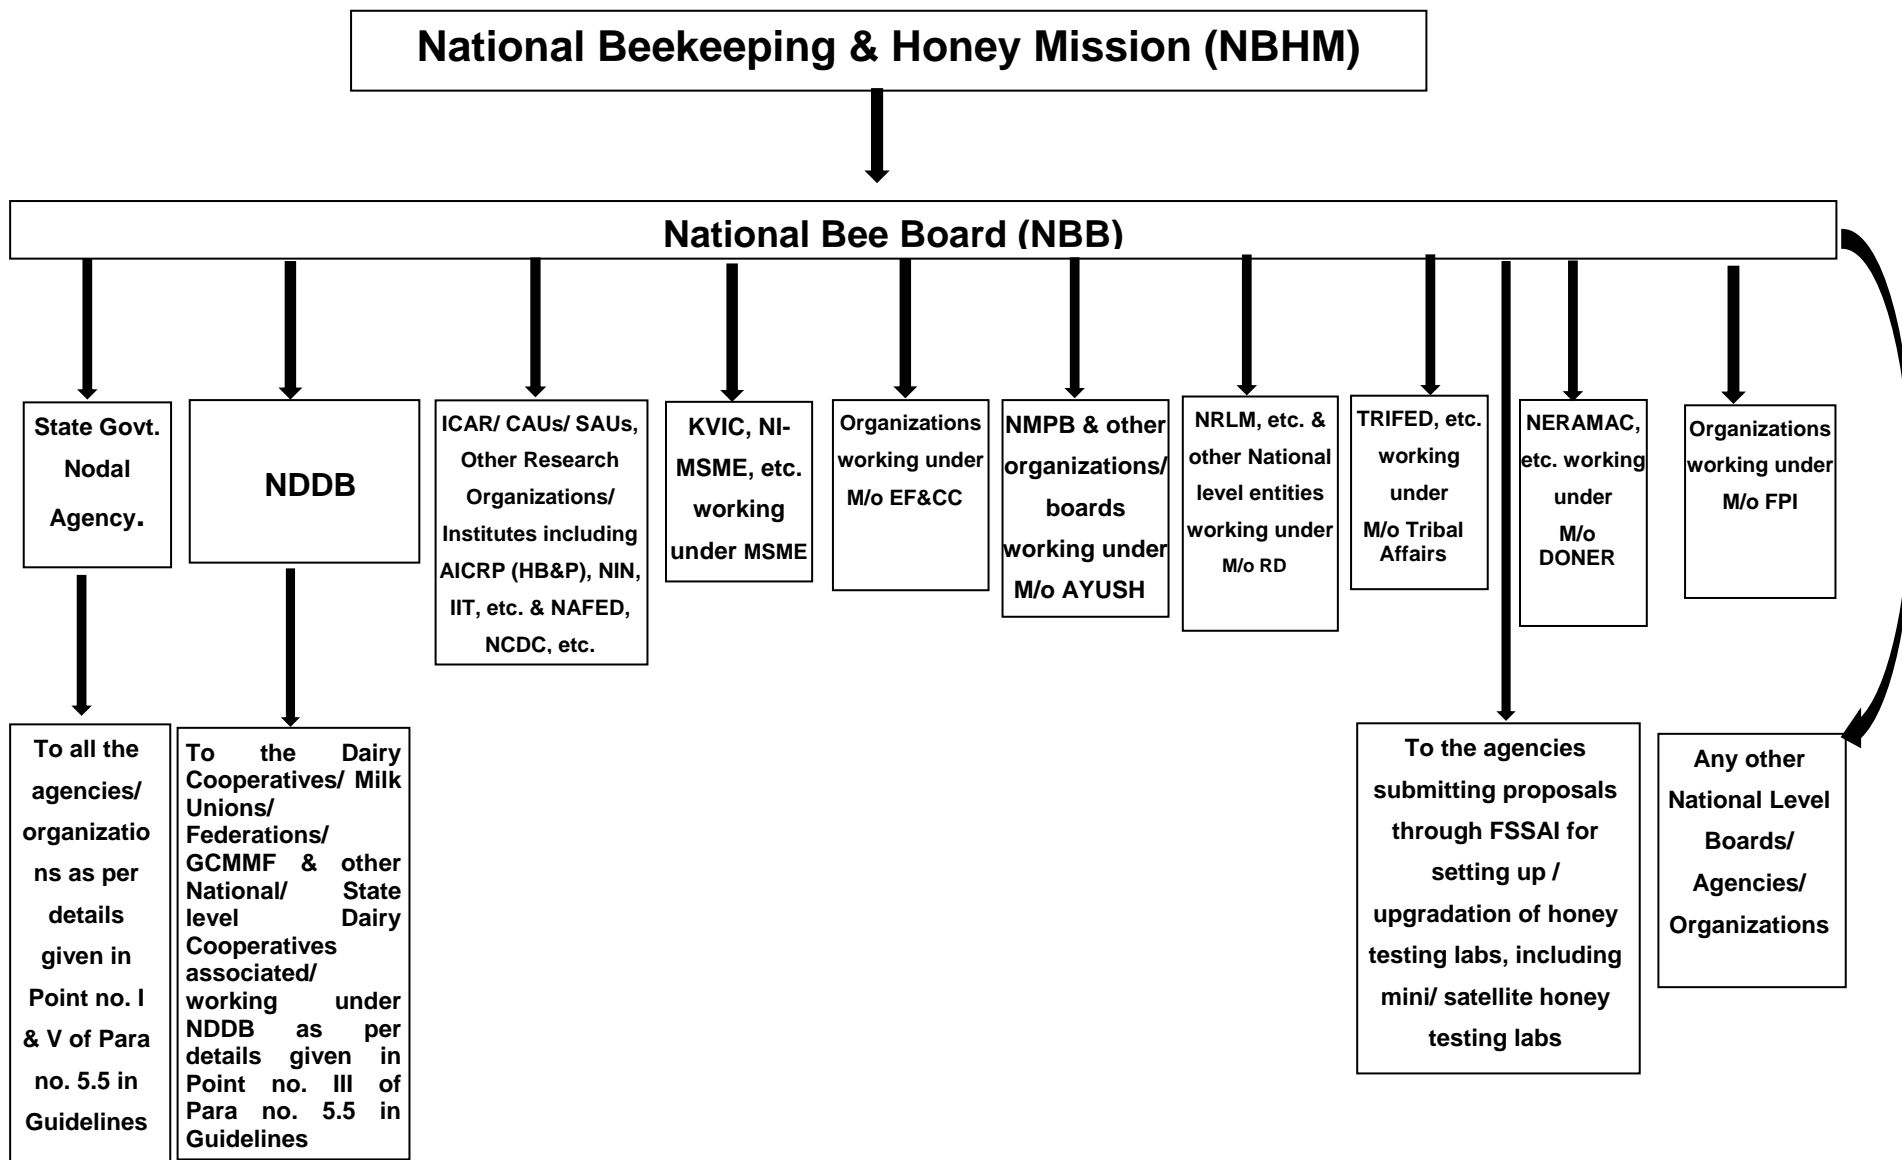 National Beekeeping & Honey Mission (NBHM)
National Bee Board (NBB)
State Govt.
Nodal
Agency.
NDDB
ICAR/ CAUs/ SAUs,
Other Research
Organizations/
Institutes including
AICRP (HB&P), NIN,
IIT, etc. & NAFED,
NCDC, etc.
KVIC, NI-
MSME, etc.
working
under MSME
Organizations
working under
M/o EF&CC
NMPB & other
organizations/
boards
working under
M/o AYUSH
NRLM, etc. &
other National
level entities
working under
M/o RD
TRIFED, etc.
working
under
M/o Tribal
Affairs
NERAMAC,
etc. working
under
M/o
DONER
Organizations
working under
M/o FPI
To all the
agencies/
organizatio
ns as per
details
given in
Point no. I
& V of Para
no. 5.5 in
Guidelines
To the Dairy
Cooperatives/ Milk
Unions/
Federations/
GCMMF & other
National/ State
level Dairy
Cooperatives
associated/
working under
NDDB as per
details given in
Point no. III of
Para no. 5.5 in
Guidelines
To the agencies
submitting proposals
through FSSAI for
setting up /
upgradation of honey
testing labs, including
mini/ satellite honey
testing labs
Any other
National Level
Boards/
Agencies/
Organizations